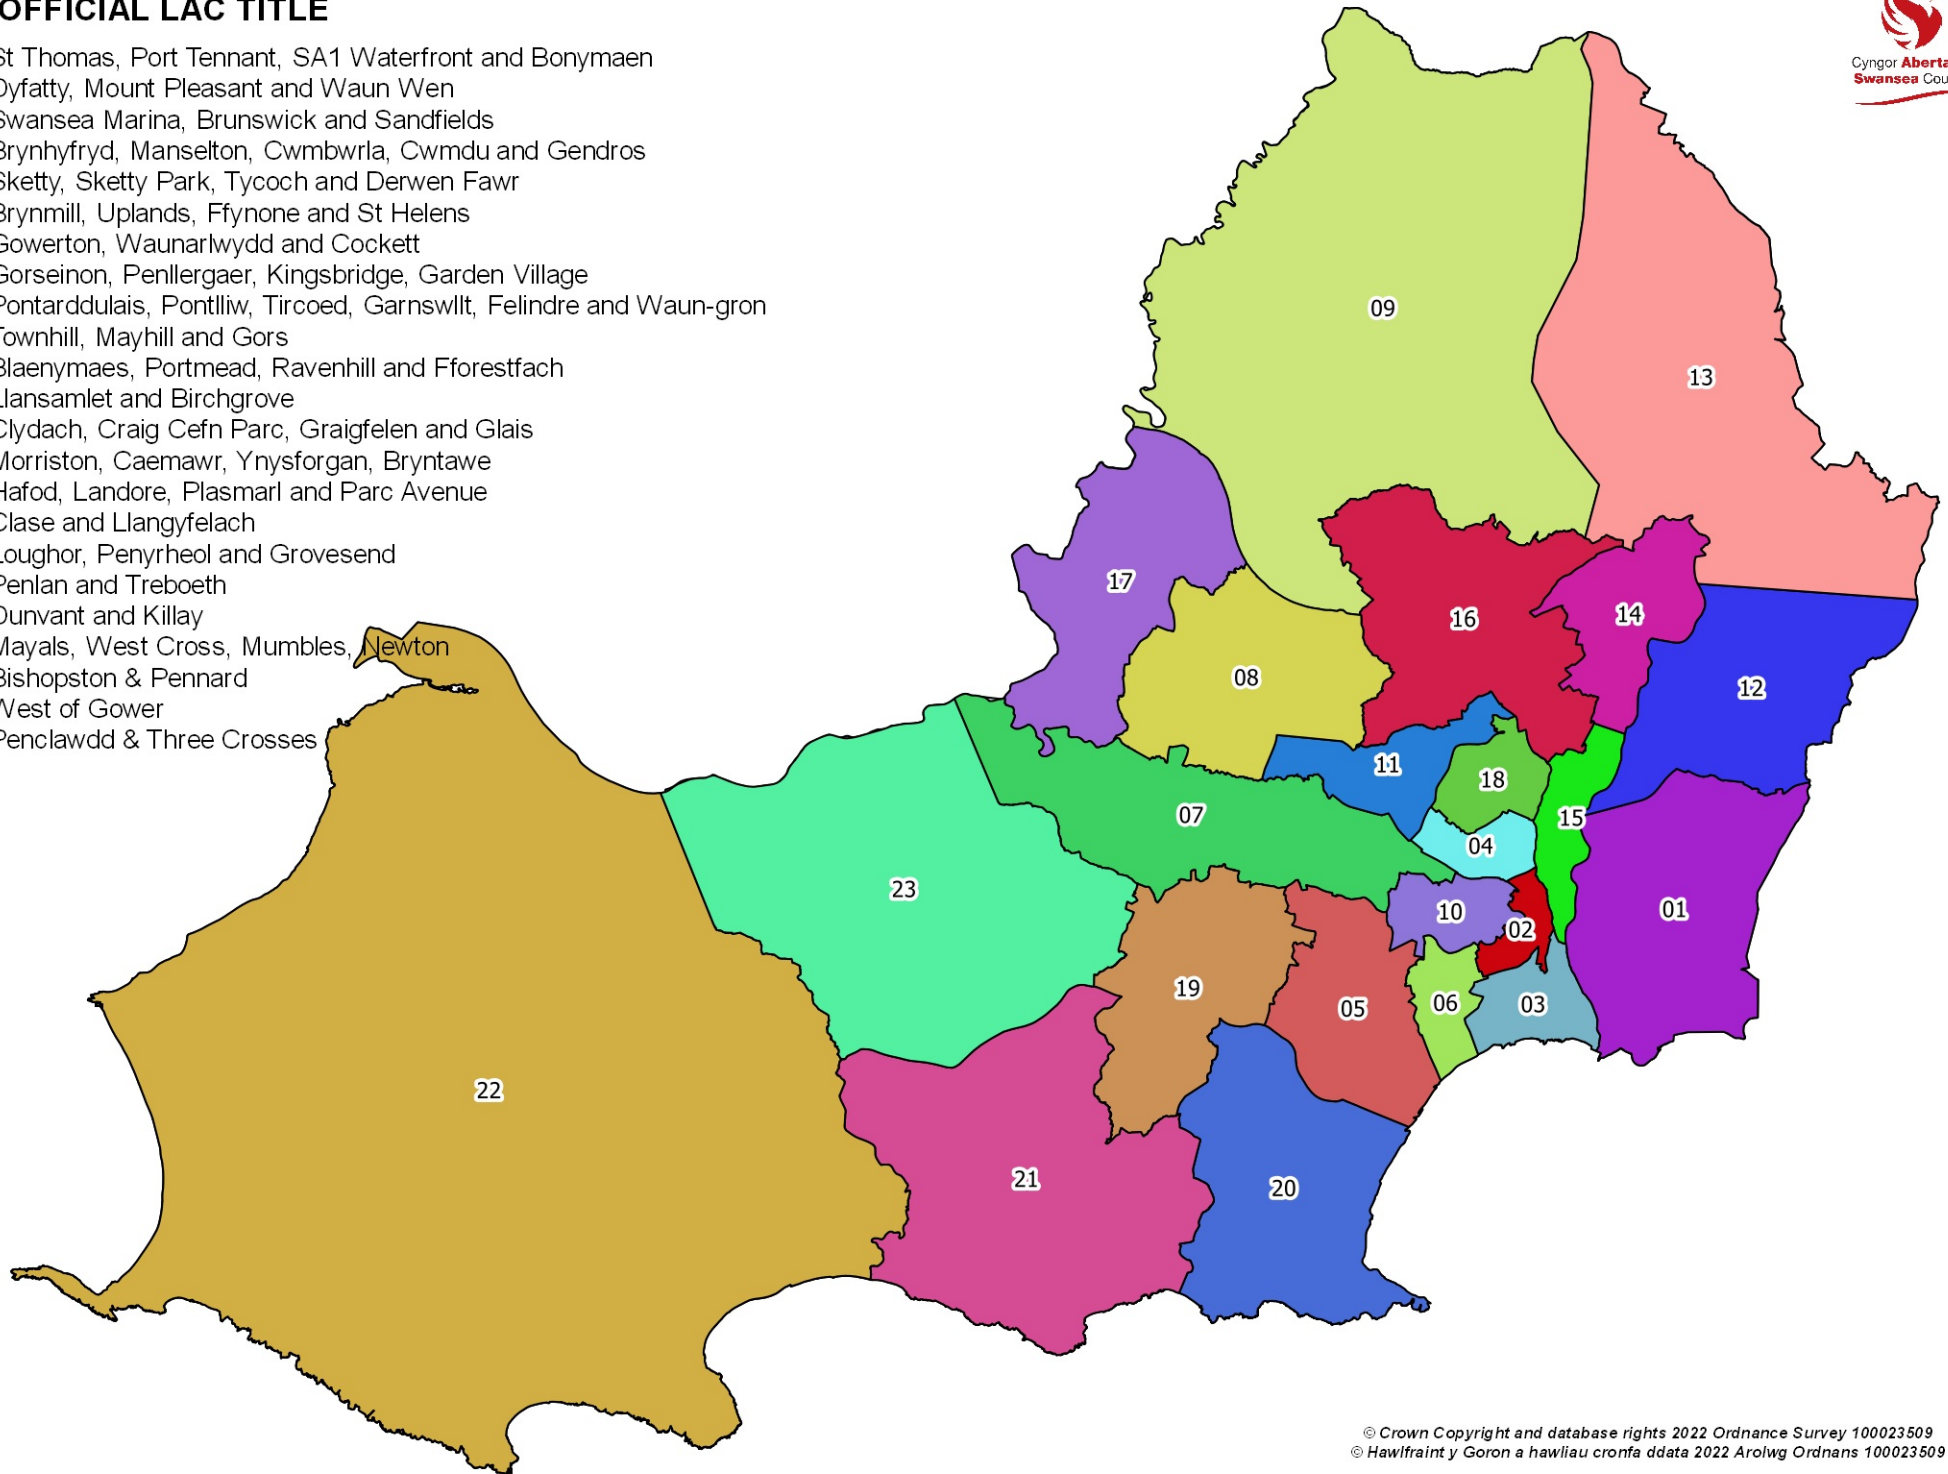 OFFICIAL LAC TITLE
St Thomas, Port Tennant, SA1 Waterfront and Bonymaen
Dyfatty, Mount Pleasant and Waun Wen
Swansea Marina, Brunswick and Sandfields
Brynhyfryd, Manselton, Cwmbwrla, Cwmdu and Gendros
Sketty, Sketty Park, Tycoch and Derwen Fawr
Brynmill, Uplands, Ffynone and St Helens
Gowerton, Waunarlwydd and Cockett
Gorseinon, Penllergaer, Kingsbridge, Garden Village
Pontarddulais, Pontlliw, Tircoed, Garnswllt, Felindre and Waun-gron
Townhill, Mayhill and Gors
Blaenymaes, Portmead, Ravenhill and Fforestfach
Llansamlet and Birchgrove
Clydach, Craig Cefn Parc, Graigfelen and Glais
Morriston, Caemawr, Ynysforgan, Bryntawe
Hafod, Landore, Plasmarl and Parc Avenue
Clase and Llangyfelach
Loughor, Penyrheol and Grovesend
Penlan and Treboeth
Dunvant and Killay
Mayals, West Cross, Mumbles, Newton
Bishopston & Pennard
West of Gower
Penclawdd & Three Crosses
Cyngor Aberta
Swansea Cou
09
13
17
16
14
08
12
11
18
07
15
04
23
10
01
02
19
06
03
05
22
21
20
© Crown Copyright and database rights 2022 Ordnance Survey 100023509
© Hawlfraint y Goron a hawliau cronfa ddata 2022 Arolwg Ordnans 100023509